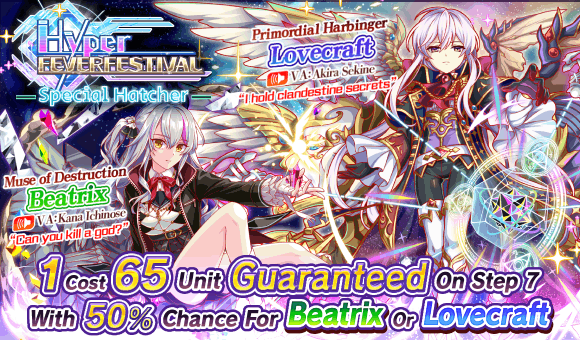 Hyper
FEVERFESTIVAL
Special Hatcher
Primordial Harbinger
Lovecraft
VA:Akira Sekine
"I hold clandestine secrets"
Muse of Destruction
Beatrix
VA:Kana Ichinose
"Can you kill a god?"
1 Cost 65 Unit Guaranteed On Step 7
With 50% Chance For Beatrix Or Lovecraft